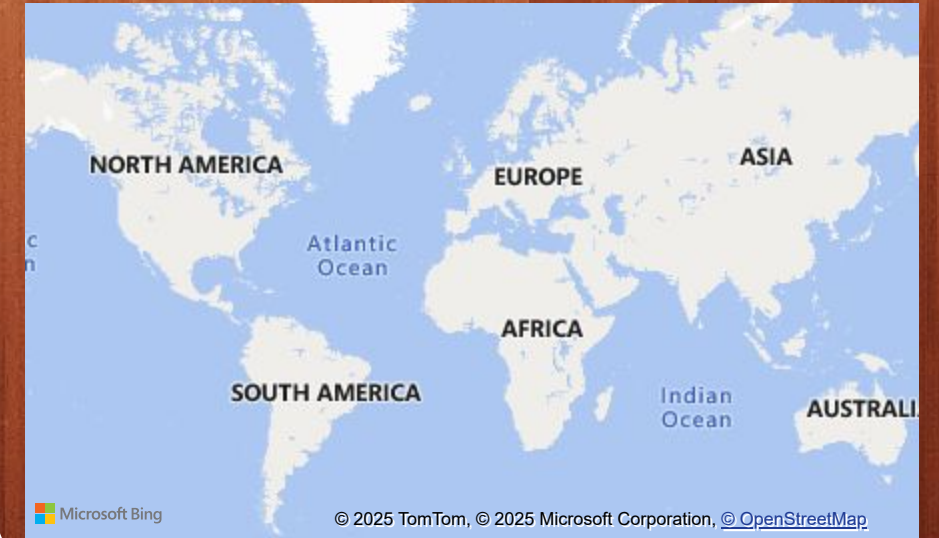 NORTH AMERICA
EUROPE
ASIA
Atlantic
Ocean
c
n
AFRICA
SOUTH AMERICA
Indian
Ocean
AUSTRALI
Microsoft Bing
© 2025 TomTom, © 2025 Microsoft Corporation, © OpenStreetMap